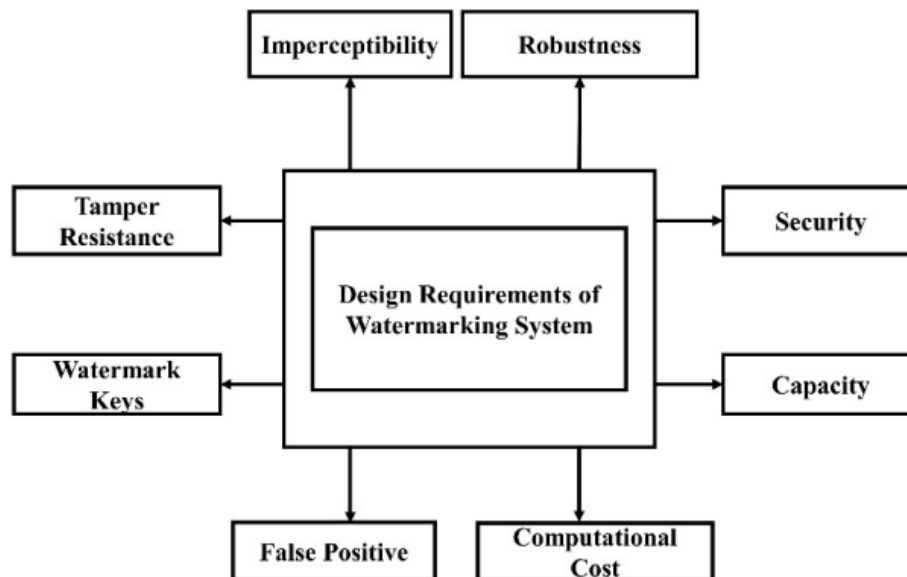 Imperceptibility
Robustness
Tamper
Resistance
Security
Design Requirements of
Watermarking System
Watermark
Keys
Capacity
False Positive
Computational
Cost